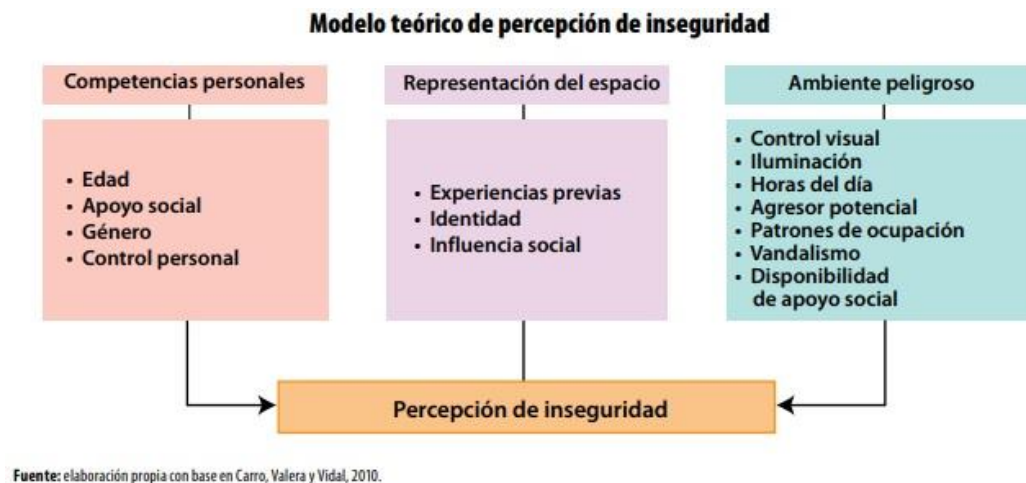 Modelo teórico de percepción de inseguridad
Competencias personales
• Edad
• Apoyo social
• Género
• Control personal
Representación del espacio
• Experiencias previas
• Identidad
• Influencia social
Ambiente peligroso
• Control visual
• Iluminación
• Horas del día
• Agresor potencial
• Patrones de ocupación
• Vandalismo
• Disponibilidad
de apoyo social
Percepción de inseguridad
Fuente: elaboración propia con base en Carro, Valera y Vidal, 2010.